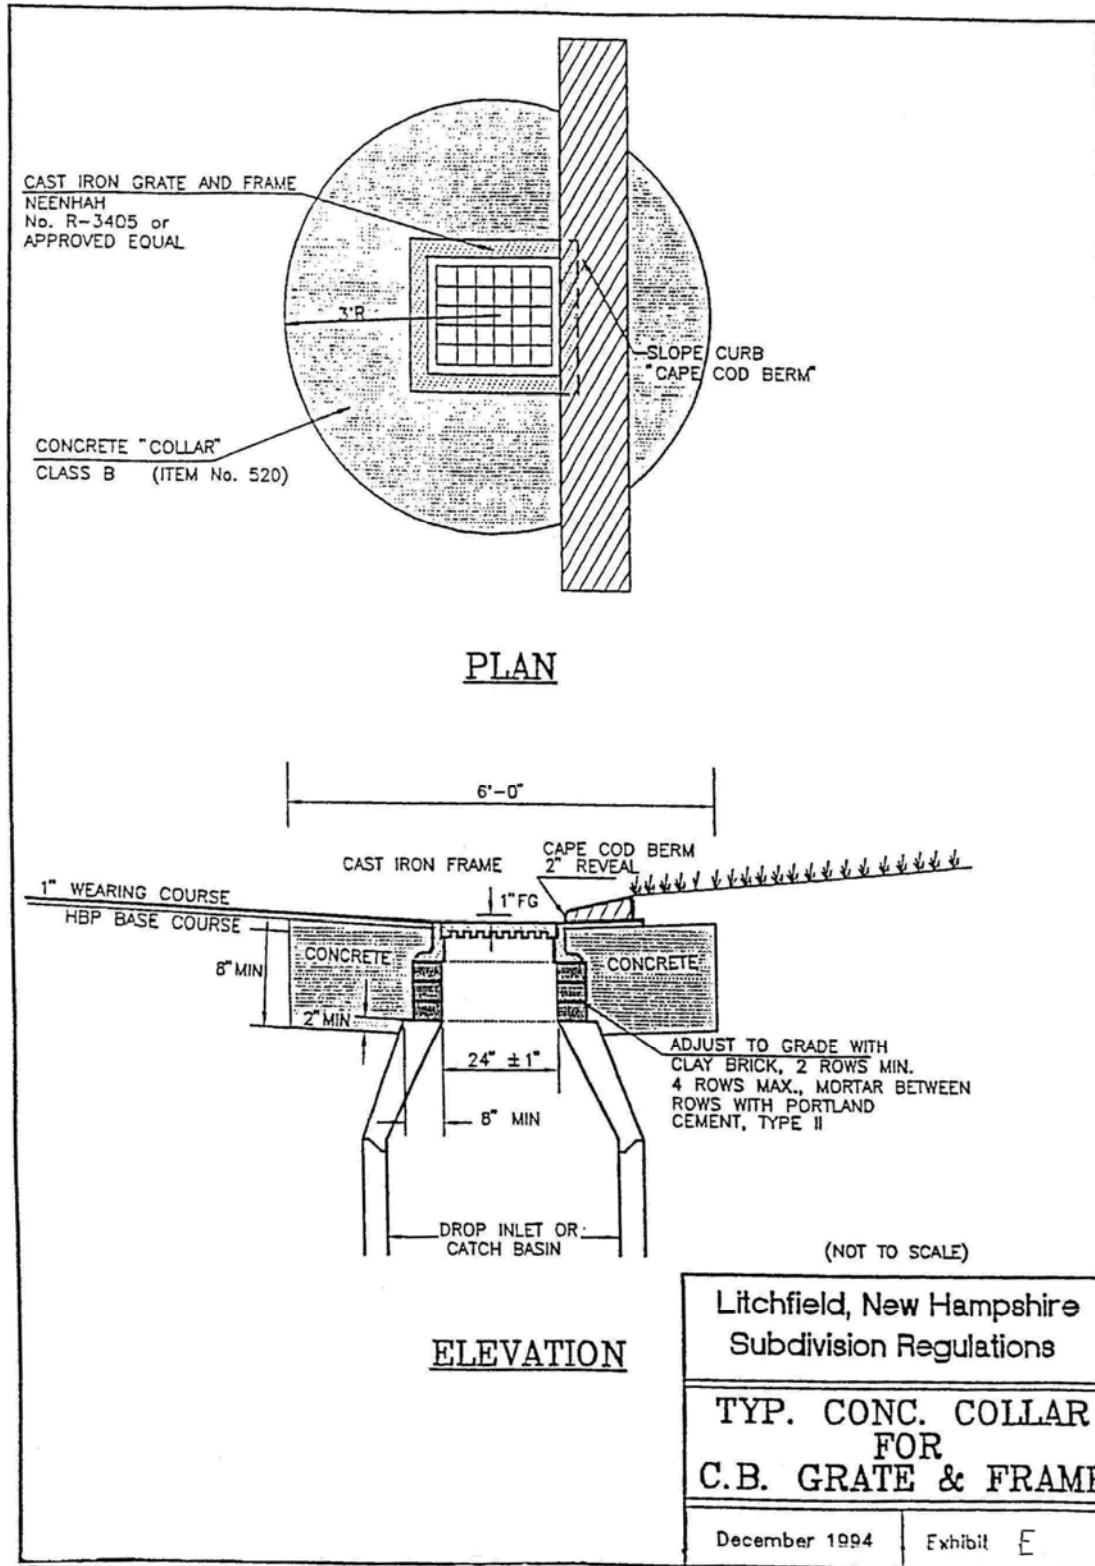 CAST IRON GRATE AND FRAME
NEENHAH
No. R-3405 or
APPROVED EQUAL
3'R
SLOPE CURB
"CAPE COD BERM"
CONCRETE "COLLAR"
CLASS B (ITEM No. 520)
PLAN
6'-0"
CAST IRON FRAME
CAPE COD BERM
2" REVEAL
1" WEARING COURSE
1" FG
HBP BASE COURSE
CONCRETE
CONCRETE
8" MIN
2" MIN
24" ± 1"
8" MIN
ADJUST TO GRADE WITH
CLAY BRICK, 2 ROWS MIN.
4 ROWS MAX., MORTAR BETWEEN
ROWS WITH PORTLAND
CEMENT, TYPE II
DROP INLET OR
CATCH BASIN
(NOT TO SCALE)
ELEVATION
Litchfield, New Hampshire
Subdivision Regulations
TYP. CONC. COLLAR
FOR
C.B. GRATE & FRAME
December 1994
Exhibit E